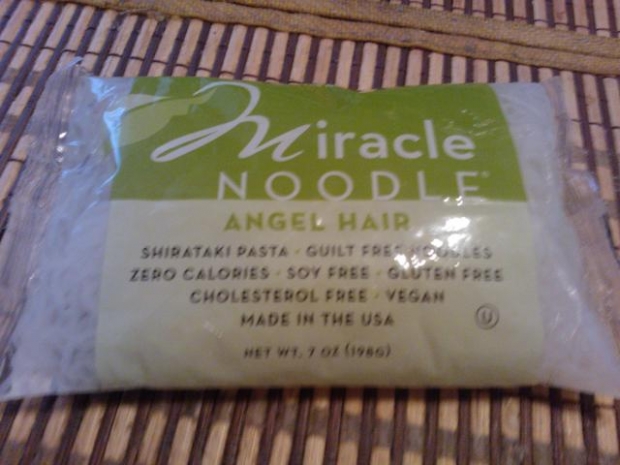 Miracle
NOODLE®
ANGEL HAIR
SHIRATAKI PASTA • GUILT FREE NOODLES
ZERO CALORIES • SOY FREE • GLUTEN FREE
CHOLESTEROL FREE • VEGAN
MADE IN THE USA
U
NET WT. 7 OZ (198G)